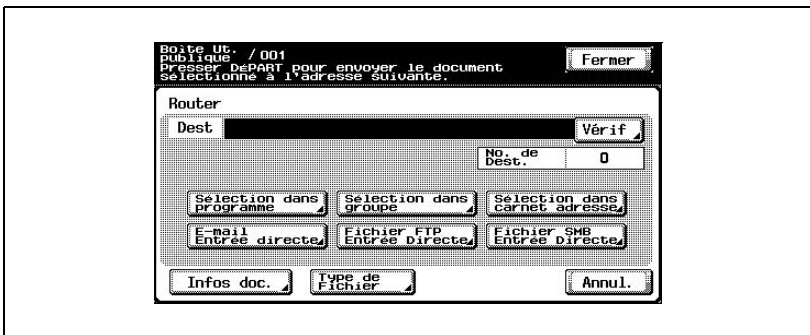 Boîte Ut.
publique / 001
Presser DéPART pour envoyer le document
sélectionné à l'adresse suivante.
Fermer
Router
Dest
Vérif
No. de
Dest.
0
Sélection dans
programme
Sélection dans
groupe
Sélection dans
carnet adresse
E-mail
Entrée directe
Fichier FTP
Entrée Directe
Fichier SMB
Entrée Directe
Infos doc.
Type de
Fichier
Annul.